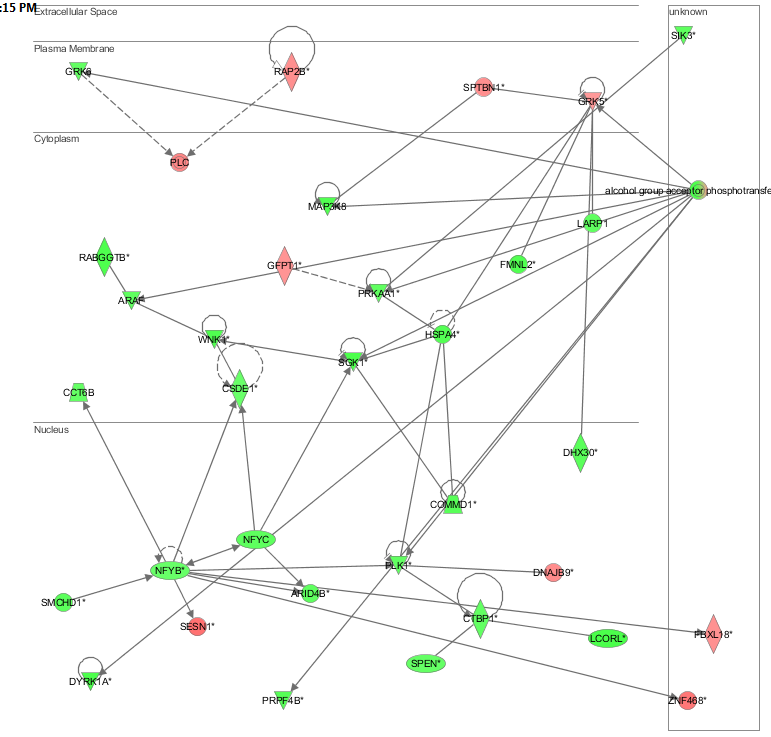 :15 PM
Extracellular Space
unknown
SIK3*
Plasma Membrane
GRK6
RAP2B*
SPTBN1*
GRK5*
Cytoplasm
PLC
alcohol group acceptor phosphotransfe
MAP3K8
LARP1
RABGGTB*
GFPT1*
FMNL2*
ARAF
PRKAA1*
WNK1*
HSPA4*
SGK1*
CCT6B
CSDE1*
Nucleus
DHX30*
COMMD1*
NFYC
NFYB*
PLK1*
DNAJB9*
SMCHD1*
ARID4B*
SESN1*
CTBP1*
FBXL18*
LCORL*
SPEN*
DYRK1A*
PRPF4B*
ZNF468*